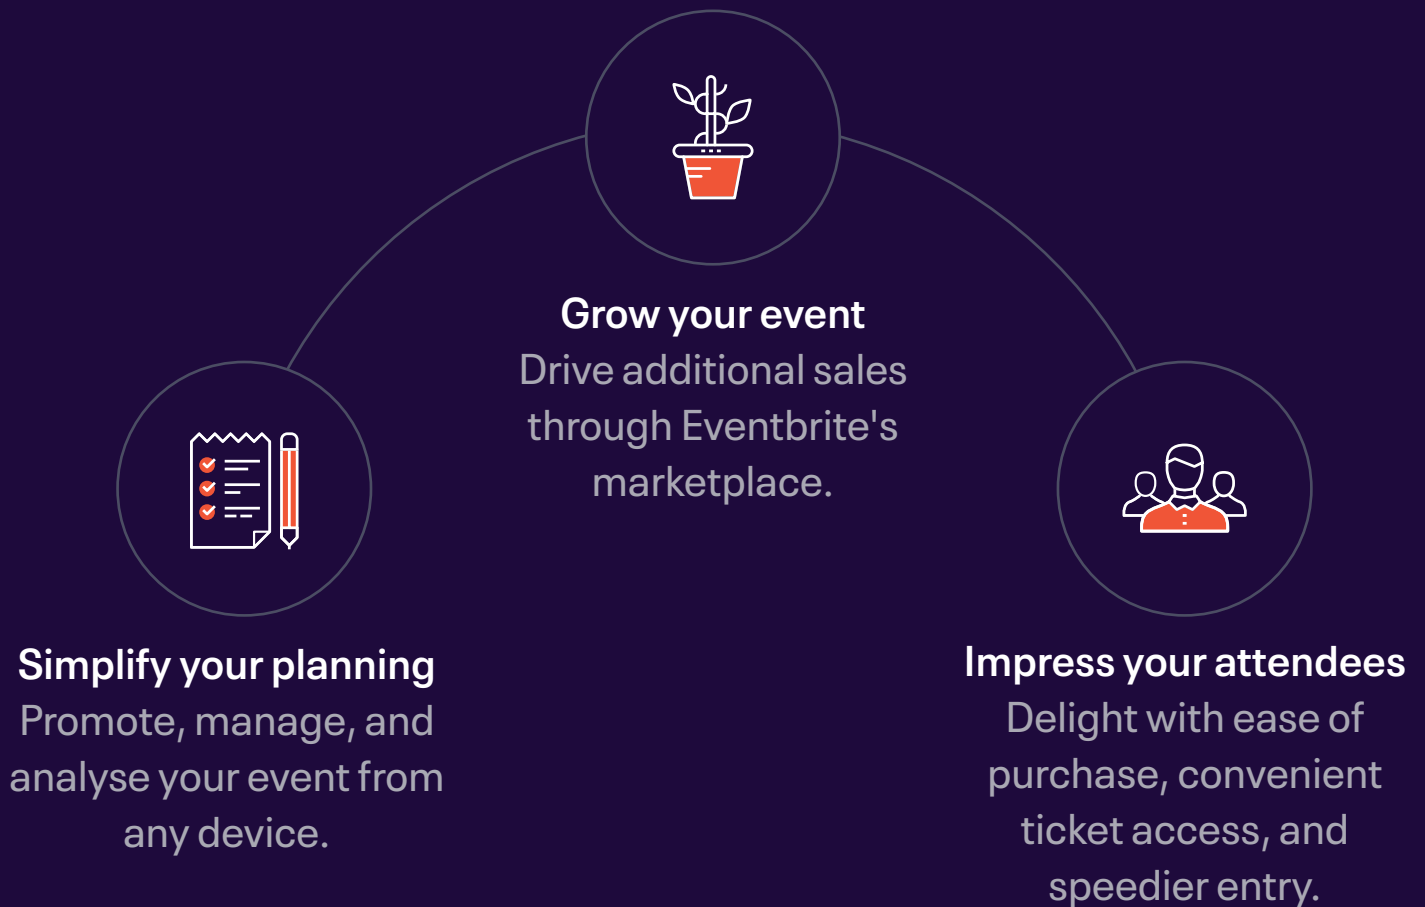 Grow your event
Drive additional sales
through Eventbrite's
marketplace.
Simplify your planning
Promote, manage, and
analyse your event from
any device.
Impress your attendees
Delight with ease of
purchase, convenient
ticket access, and
speedier entry.